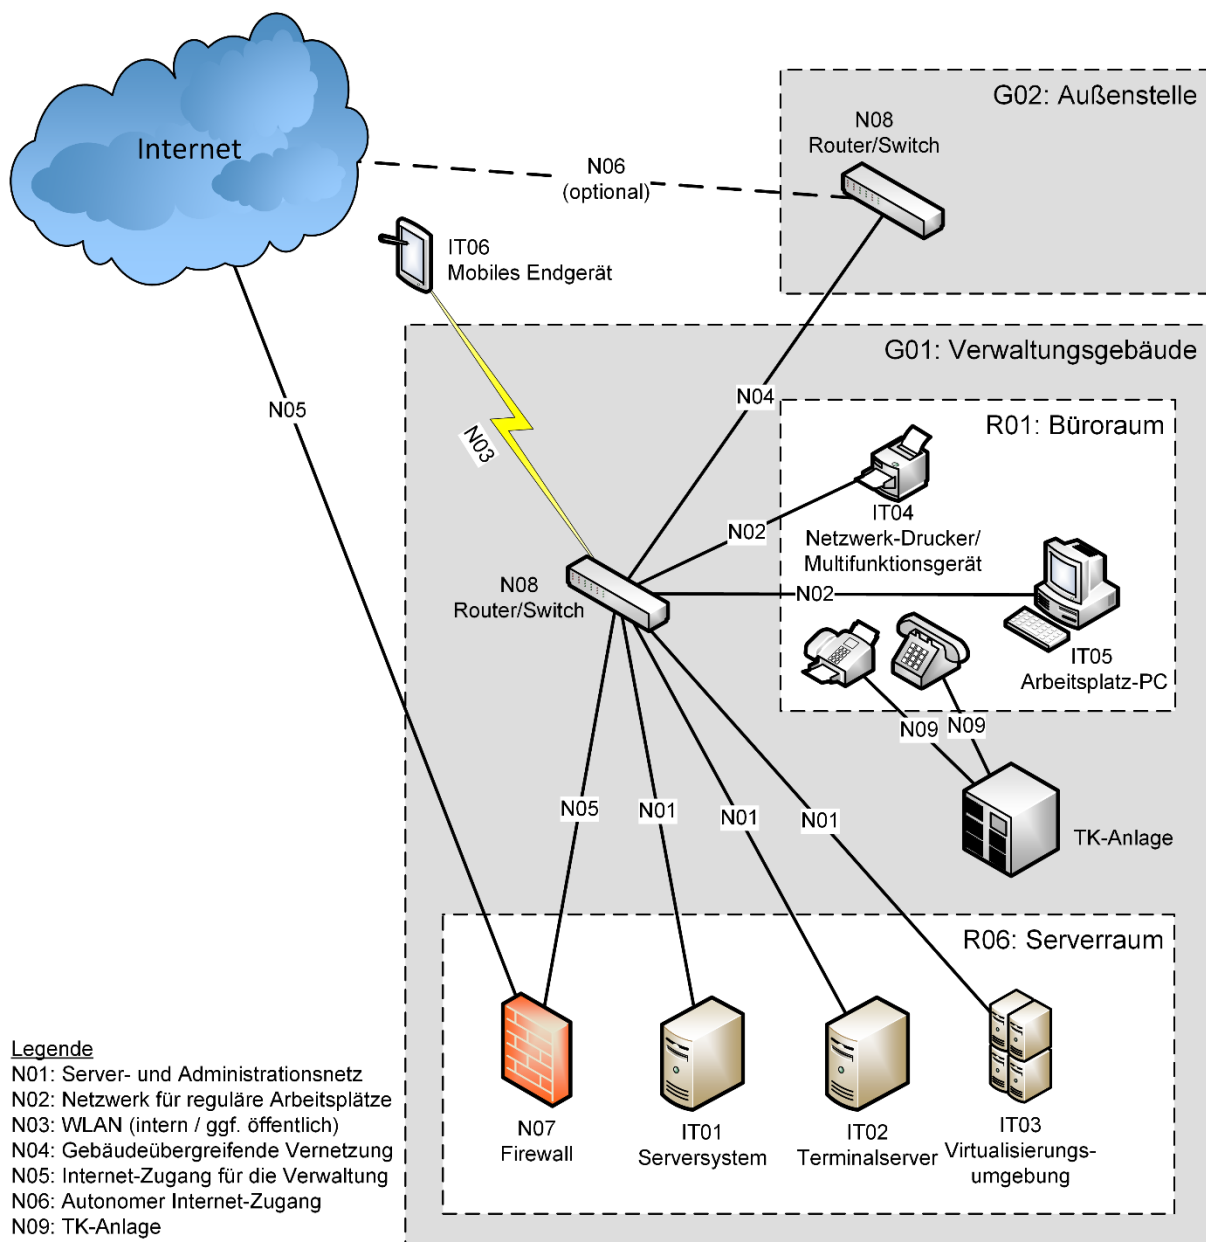 Internet
G02: Außenstelle
N08
Router/Switch
N06
(optional)
IT06
Mobiles Endgerät
G01: Verwaltungsgebäude
N05
N04
N03
R01: Büroraum
IT04
Netzwerk-Drucker/
Multifunktionsgerät
N02
N02
N08
Router/Switch
IT05
Arbeitsplatz-PC
N09
N09
TK-Anlage
N05
N01
N01
N01
R06: Serverraum
N07
Firewall
IT01
Serversystem
IT02
Terminalserver
IT03
Virtualisierungs-
umgebung
Legende
N01: Server- und Administrationsnetz
N02: Netzwerk für reguläre Arbeitsplätze
N03: WLAN (intern / ggf. öffentlich)
N04: Gebäudeübergreifende Vernetzung
N05: Internet-Zugang für die Verwaltung
N06: Autonomer Internet-Zugang
N09: TK-Anlage